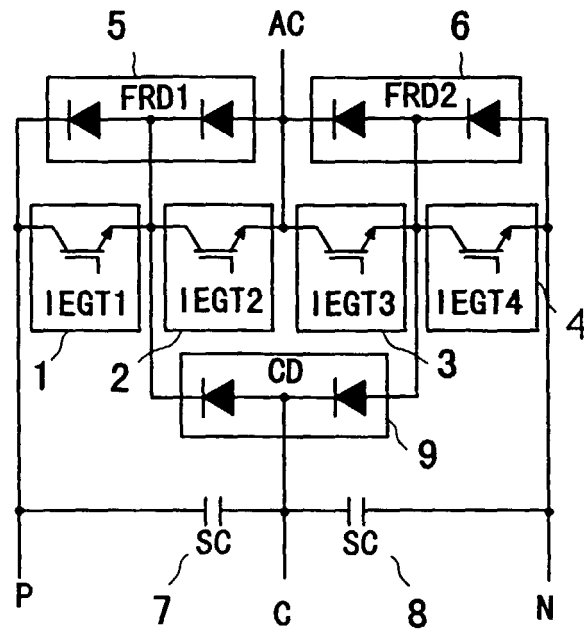 5 AC 6
FRD1 FRD2
IEGT1 IEGT2 IEGT3 IEGT4
1 2 3 4
CD
9
SC SC
P 7 C 8 N